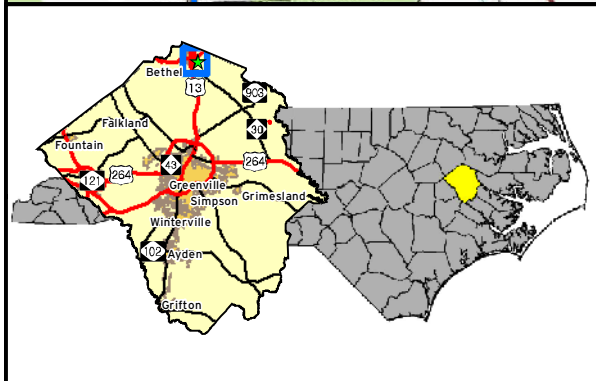 Bethel
13
903
Falkland
30
Fountain
43
264
264
121
Greenville
Simpson
Grimesland
Winterville
102
Ayden
Grifton